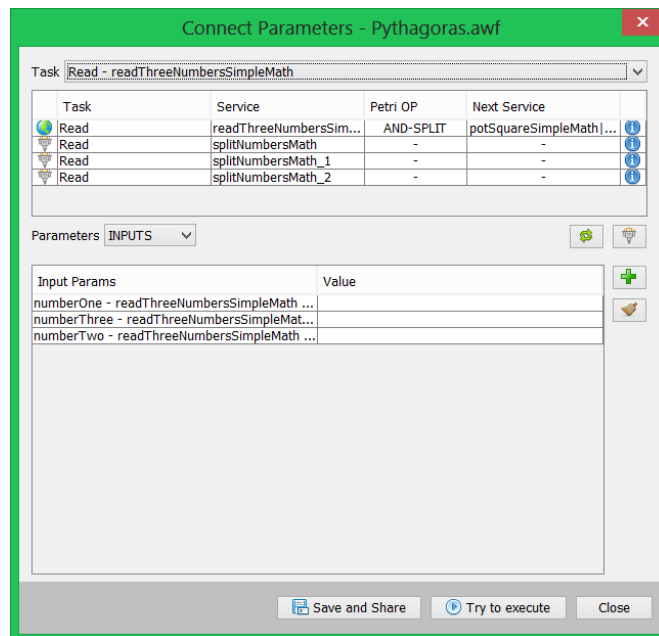 Connect Parameters - Pythagoras.awf
Task Read - readThreeNumbersSimpleMath
Task Service Petri OP Next Service
Read readThreeNumbersSim... AND-SPLIT potSquareSimpleMath|...
Read splitNumbersMath - -
Read splitNumbersMath_1 - -
Read splitNumbersMath_2 - -
Parameters INPUTS
Input Params Value
numberOne - readThreeNumbersSimpleMath ...
numberThree - readThreeNumbersSimpleMat...
numberTwo - readThreeNumbersSimpleMath ...
Save and Share Try to execute Close